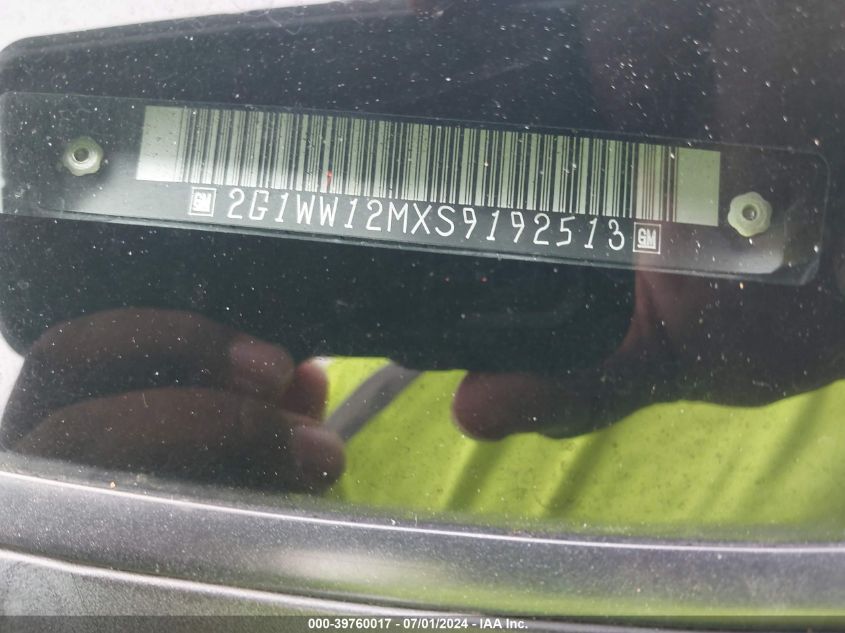 GM 2G1WW12MXS9192513 GM
000-39760017 - 07/01/2024 - IAA Inc.